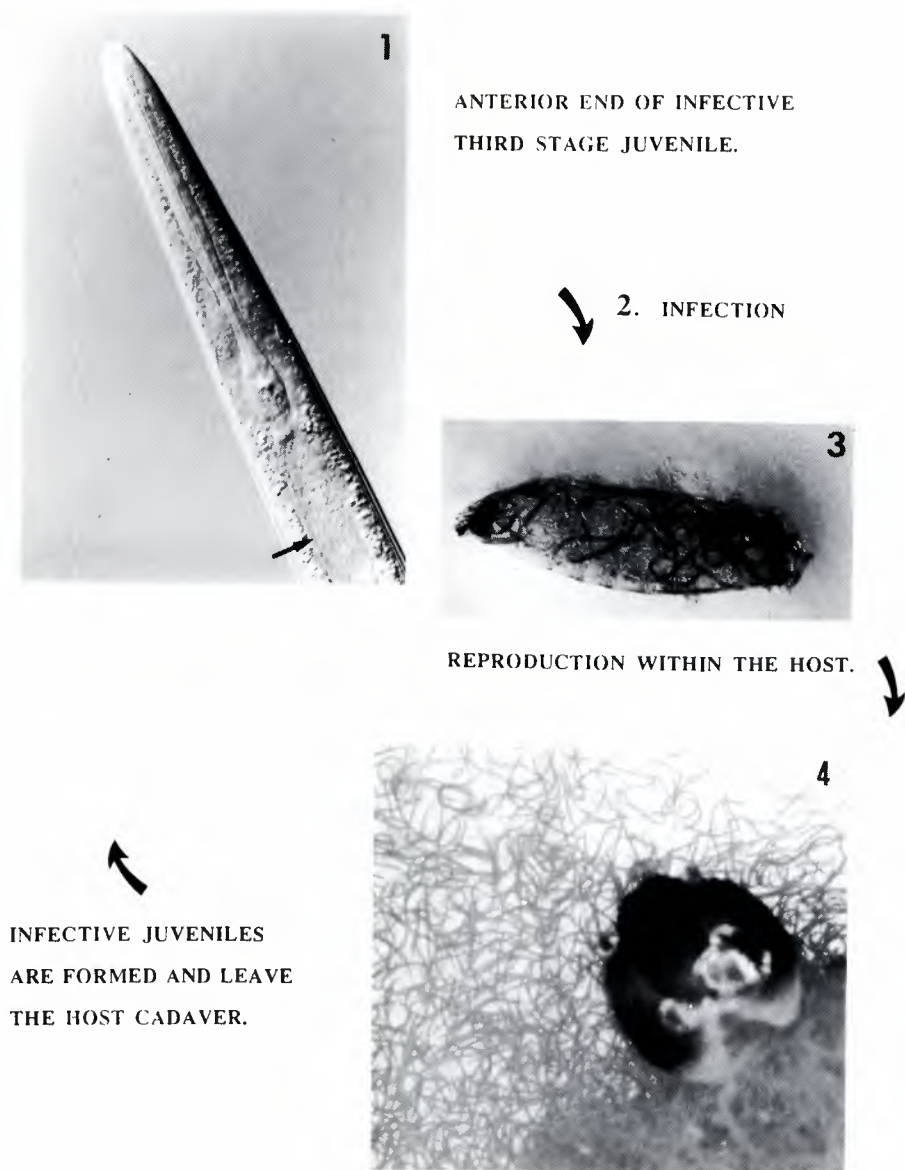 1
ANTERIOR END OF INFECTIVE
THIRD STAGE JUVENILE.
2. INFECTION
3
REPRODUCTION WITHIN THE HOST.
4
INFECTIVE JUVENILES
ARE FORMED AND LEAVE
THE HOST CADAVER.